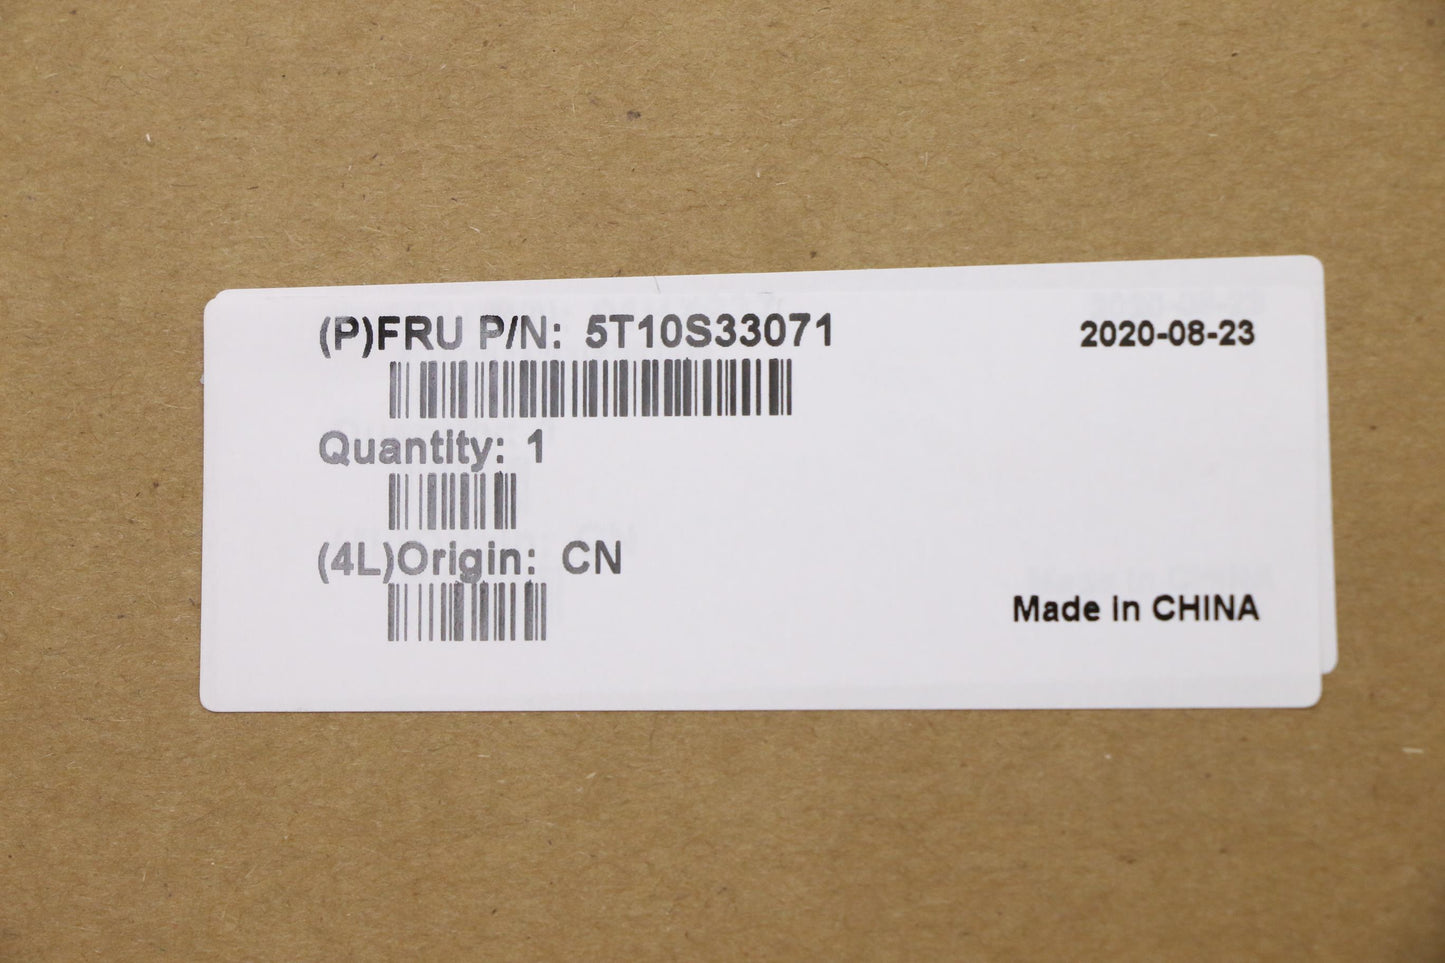 (P)FRU P/N: 5T10S33071
2020-08-23
Quantity: 1
(4L)Origin: CN
Made in CHINA